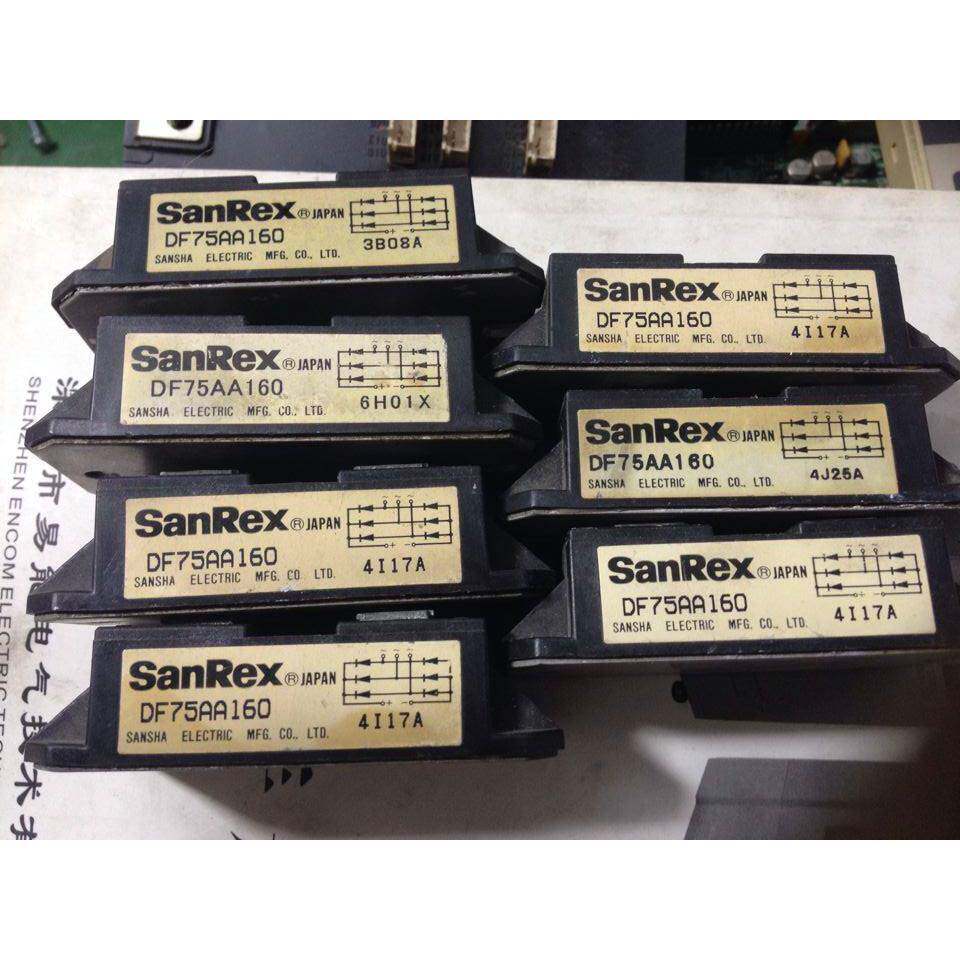 SanRex ® JAPAN
DF75AA160
3B08A
SANSHA ELECTRIC MFG. CO., LTD.
SanRex ® JAPAN
DF75AA160
6H01X
SANSHA ELECTRIC MFG. CO., LTD.
SanRex ® JAPAN
DF75AA160
4I17A
SANSHA ELECTRIC MFG. CO. LTD.
SanRex ® JAPAN
DF75AA160
4I17A
SANSHA ELECTRIC MFG. CO., LTD.
SanRex ® JAPAN
DF75AA160
4I17A
SANSHA ELECTRIC MFG. CO., LTD.
SanRex ® JAPAN
DF75AA160
4J25A
SANSHA ELECTRIC MFG. CO., LTD.
SanRex ® JAPAN
DF75AA160
4I17A
SANSHA ELECTRIC MFG. CO., LTD.
市易能电气技术有
SHENZHEN ENCOM ELECTRIC